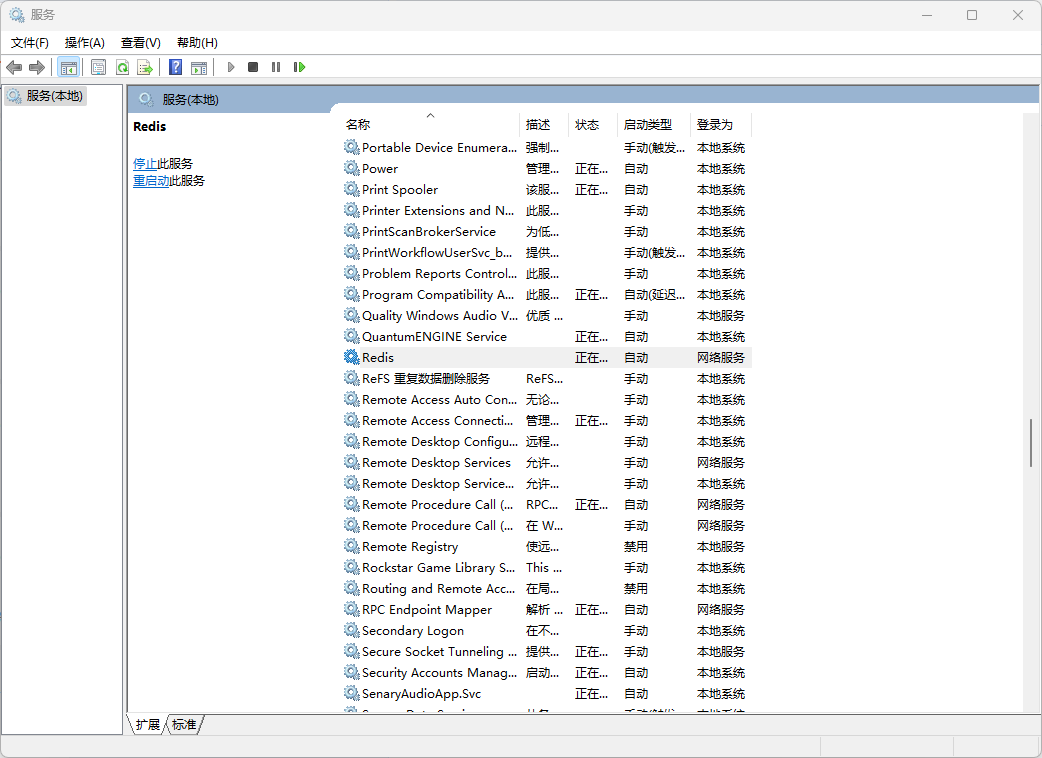 服务
文件(F) 操作(A) 查看(V) 帮助(H)
服务(本地)
服务(本地)
Redis
停止此服务
重启动此服务
名称 描述 状态 启动类型 登录为
Portable Device Enumera... 强制... 手动(触发... 本地系统
Power 管理... 正在... 自动 本地系统
Print Spooler 该服... 正在... 自动 本地系统
Printer Extensions and N... 此服... 手动 本地系统
PrintScanBrokerService 为低... 手动 本地系统
PrintWorkflowUserSvc_b... 提供... 手动(触发... 本地系统
Problem Reports Control... 此服... 手动 本地系统
Program Compatibility A... 此服... 正在... 自动(延迟... 本地系统
Quality Windows Audio V... 优质 ... 手动 本地服务
QuantumENGINE Service 正在... 自动 本地系统
Redis 正在... 自动 网络服务
ReFS 重复数据删除服务 ReFS... 手动 本地系统
Remote Access Auto Con... 无论... 手动 本地系统
Remote Access Connecti... 管理... 正在... 自动 本地系统
Remote Desktop Configu... 远程... 手动 本地系统
Remote Desktop Services 允许... 手动 网络服务
Remote Desktop Service... 允许... 手动 本地系统
Remote Procedure Call (... RPC... 正在... 自动 网络服务
Remote Procedure Call (... 在 W... 手动 网络服务
Remote Registry 使远... 禁用 本地服务
Rockstar Game Library S... This ... 手动 本地系统
Routing and Remote Acc... 在局... 禁用 本地系统
RPC Endpoint Mapper 解析 ... 正在... 自动 网络服务
Secondary Logon 在不... 手动 本地系统
Secure Socket Tunneling ... 提供... 正在... 手动 本地服务
Security Accounts Manag... 启动... 正在... 自动 本地系统
SenaryAudioApp.Svc 正在... 自动 本地系统
扩展 标准